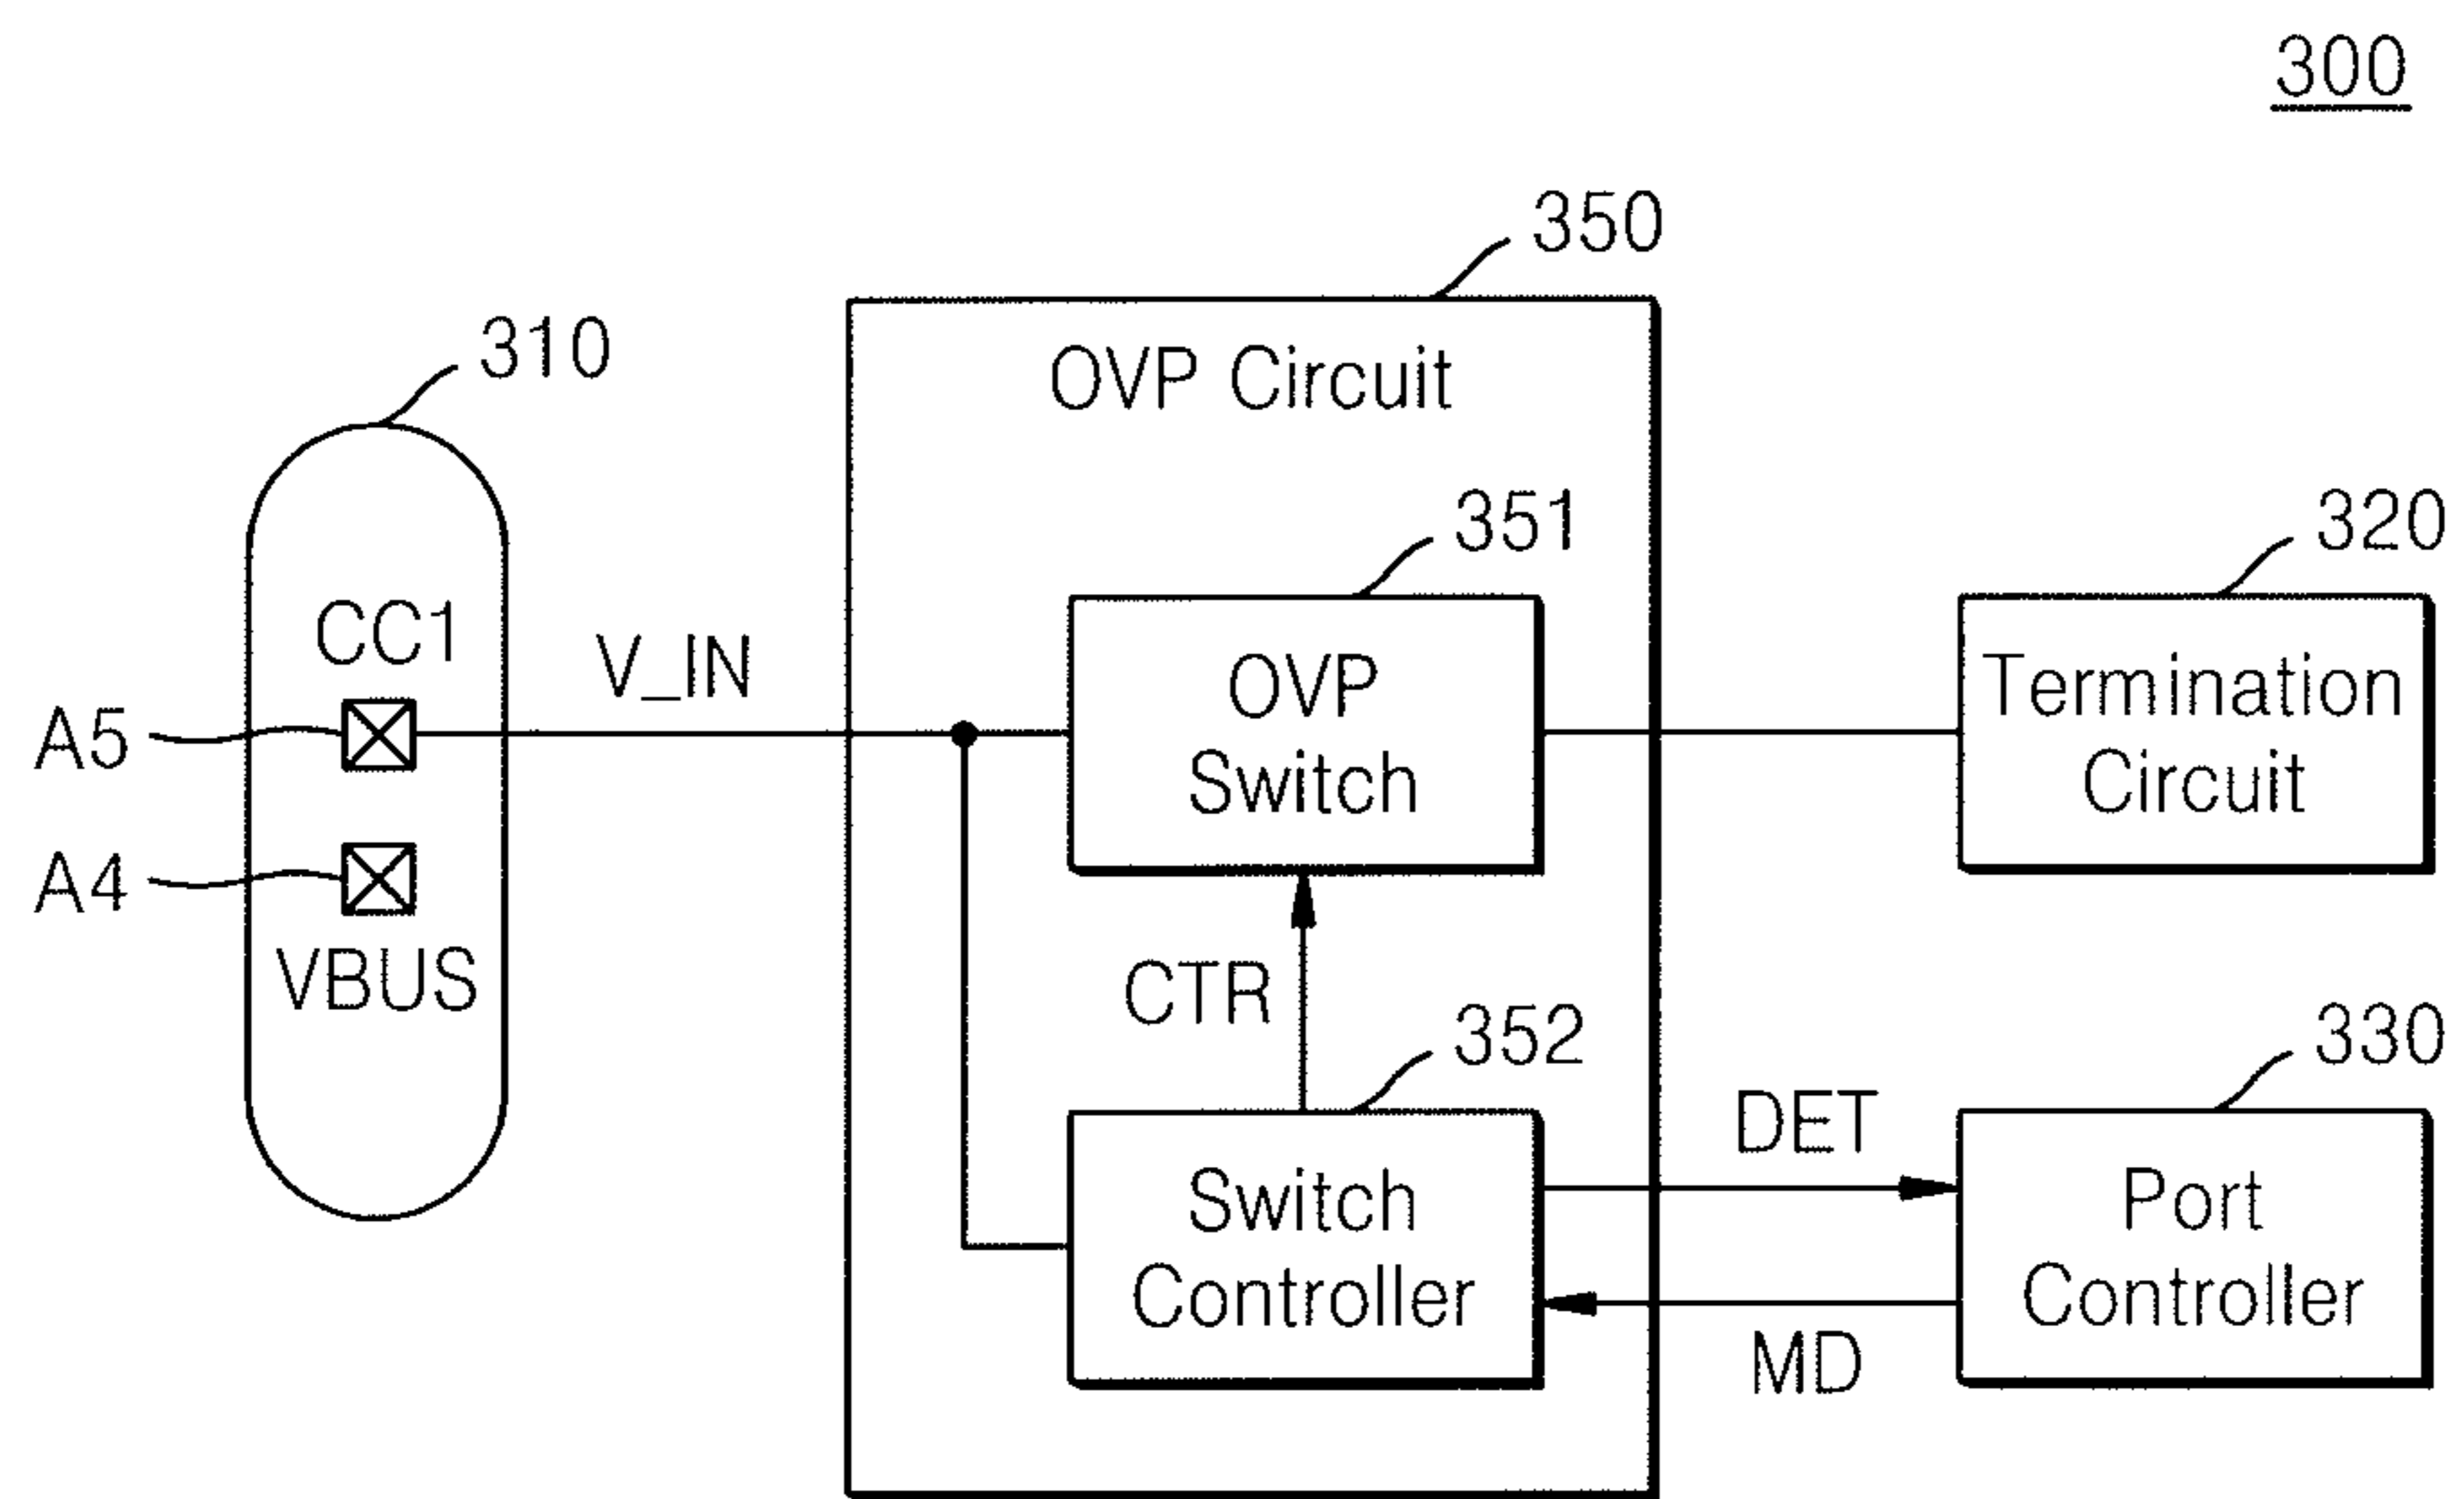 300
350
310
OVP Circuit
351
320
CC1
V_IN
OVP
Switch
Termination
Circuit
A5
A4
VBUS
CTR
352
330
DET
Switch
Controller
Port
Controller
MD